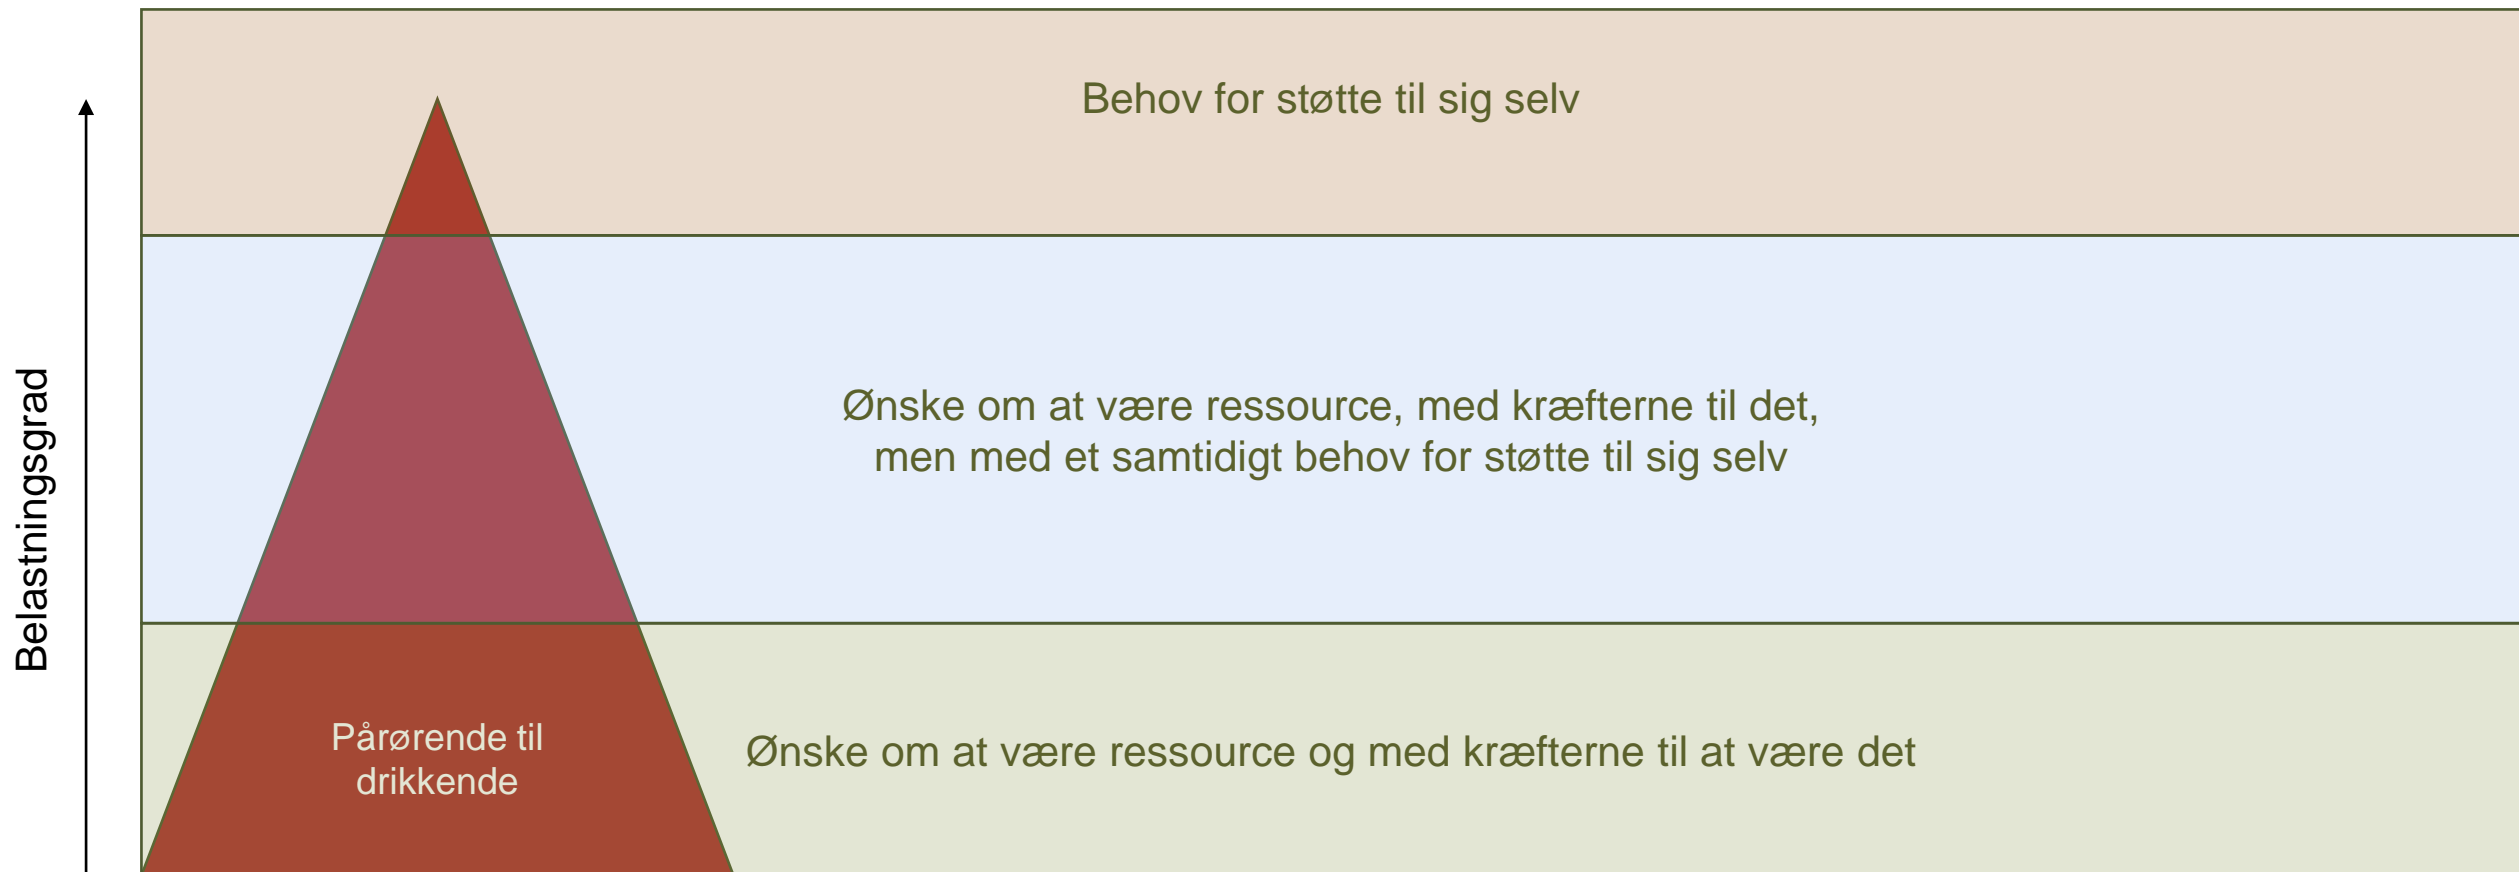 Behov for støtte til sig selv
Ønske om at være ressource, med kræfterne til det,
men med et samtidigt behov for støtte til sig selv
Belastningsgrad
Pårørende til
drikkende
Ønske om at være ressource og med kræfterne til at være det